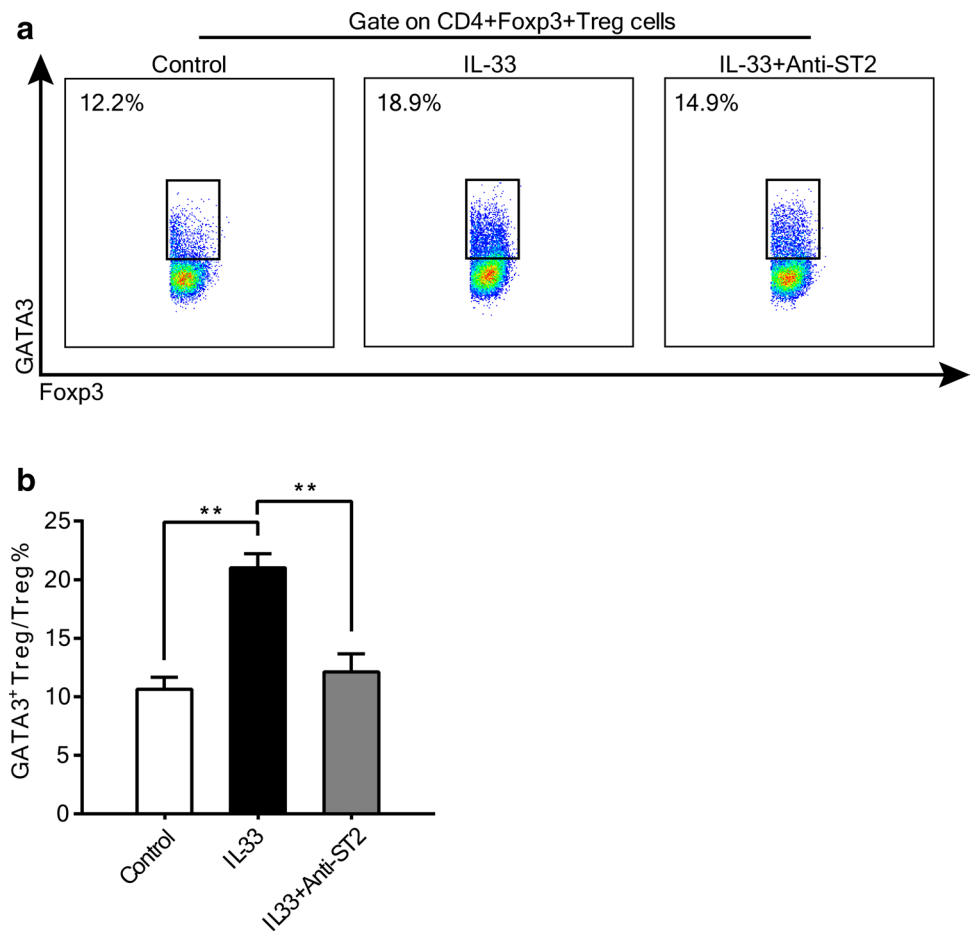 a
Gate on CD4+Foxp3+Treg cells
Control
IL-33
IL-33+Anti-ST2
12.2%
18.9%
14.9%
GATA3
Foxp3
b
**
**
GATA3+Treg/Treg%
25
20
15
10
5
0
Control
IL-33
IL33+Anti-ST2